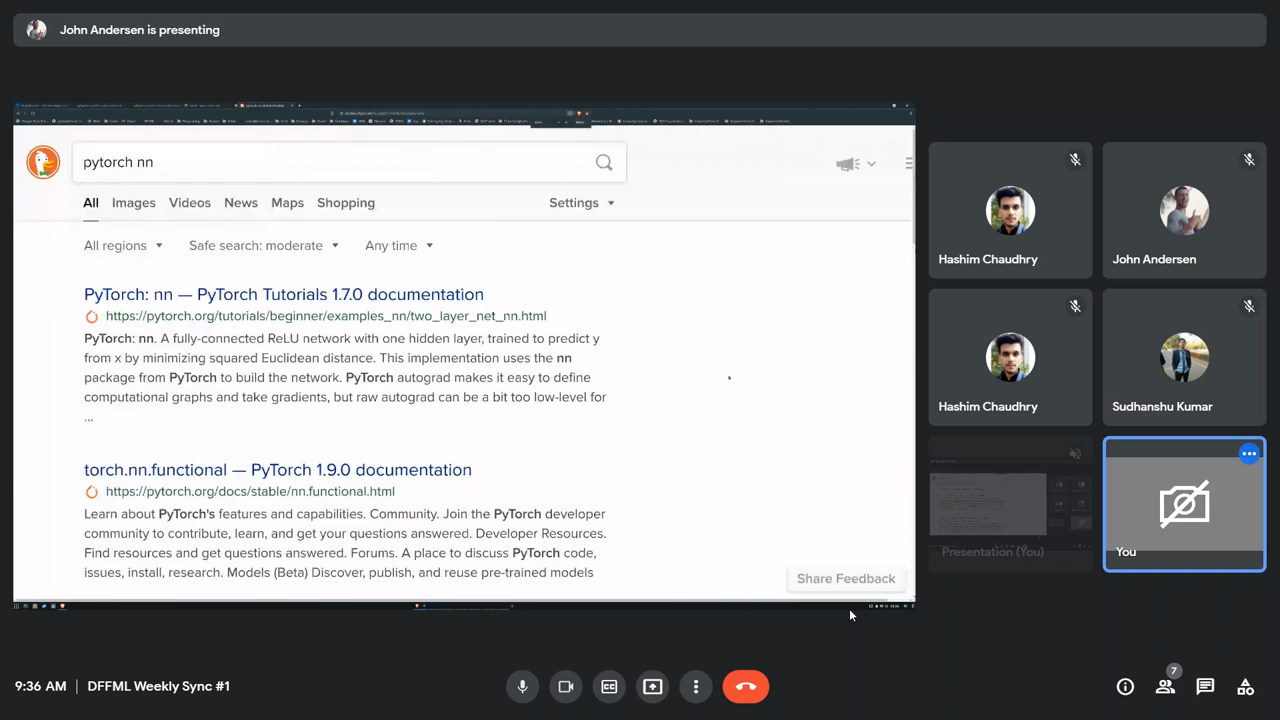 John Andersen is presenting
pytorch nn
All Images Videos News Maps Shopping Settings
All regions Safe search: moderate Any time
PyTorch: nn — PyTorch Tutorials 1.7.0 documentation
https://pytorch.org/tutorials/beginner/examples_nn/two_layer_net_nn.html
PyTorch: nn. A fully-connected ReLU network with one hidden layer, trained to predict y
from x by minimizing squared Euclidean distance. This implementation uses the nn
package from PyTorch to build the network. PyTorch autograd makes it easy to define
computational graphs and take gradients, but raw autograd can be a bit too low-level for
...
torch.nn.functional — PyTorch 1.9.0 documentation
https://pytorch.org/docs/stable/nn.functional.html
Learn about PyTorch's features and capabilities. Community. Join the PyTorch developer
community to contribute, learn, and get your questions answered. Developer Resources.
Find resources and get questions answered. Forums. A place to discuss PyTorch code,
issues, install, research. Models (Beta) Discover, publish, and reuse pre-trained models
Share Feedback
Hashim Chaudhry
John Andersen
Hashim Chaudhry
Sudhanshu Kumar
Presentation (You)
You
9:36 AM | DFFML Weekly Sync #1
7